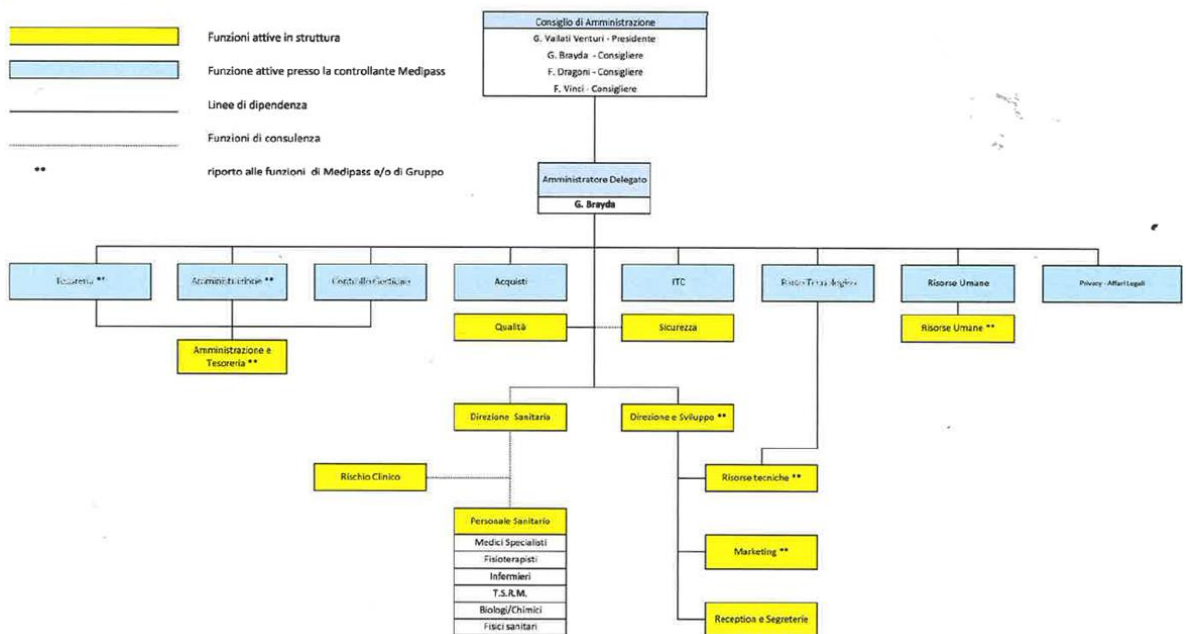 Funzioni attive in struttura
Funzione attive presso la controllante Medipass
Linee di dipendenza
Funzioni di consulenza
** riporto alle funzioni di Medipass e/o di Gruppo
Consiglio di Amministrazione
G. Vallati Venturi - Presidente
G. Brayda - Consigliere
F. Dragoni - Consigliere
F. Vinci - Consigliere
Amministratore Delegato
G. Brayda
Tesoreria **
Amministrazione **
Controllo Gestione
Acquisti
ITC
Parco Tecnologico
Risorse Umane
Privacy - Affari Legali
Qualità
Sicurezza
Risorse Umane **
Amministrazione e
Tesoreria **
Direzione Sanitaria
Direzione e Sviluppo **
Rischio Clinico
Risorse tecniche **
Personale Sanitario
Medici Specialisti
Fisioterapisti
Infermieri
T.S.R.M.
Biologi/Chimici
Fisici sanitari
Marketing **
Reception e Segreterie